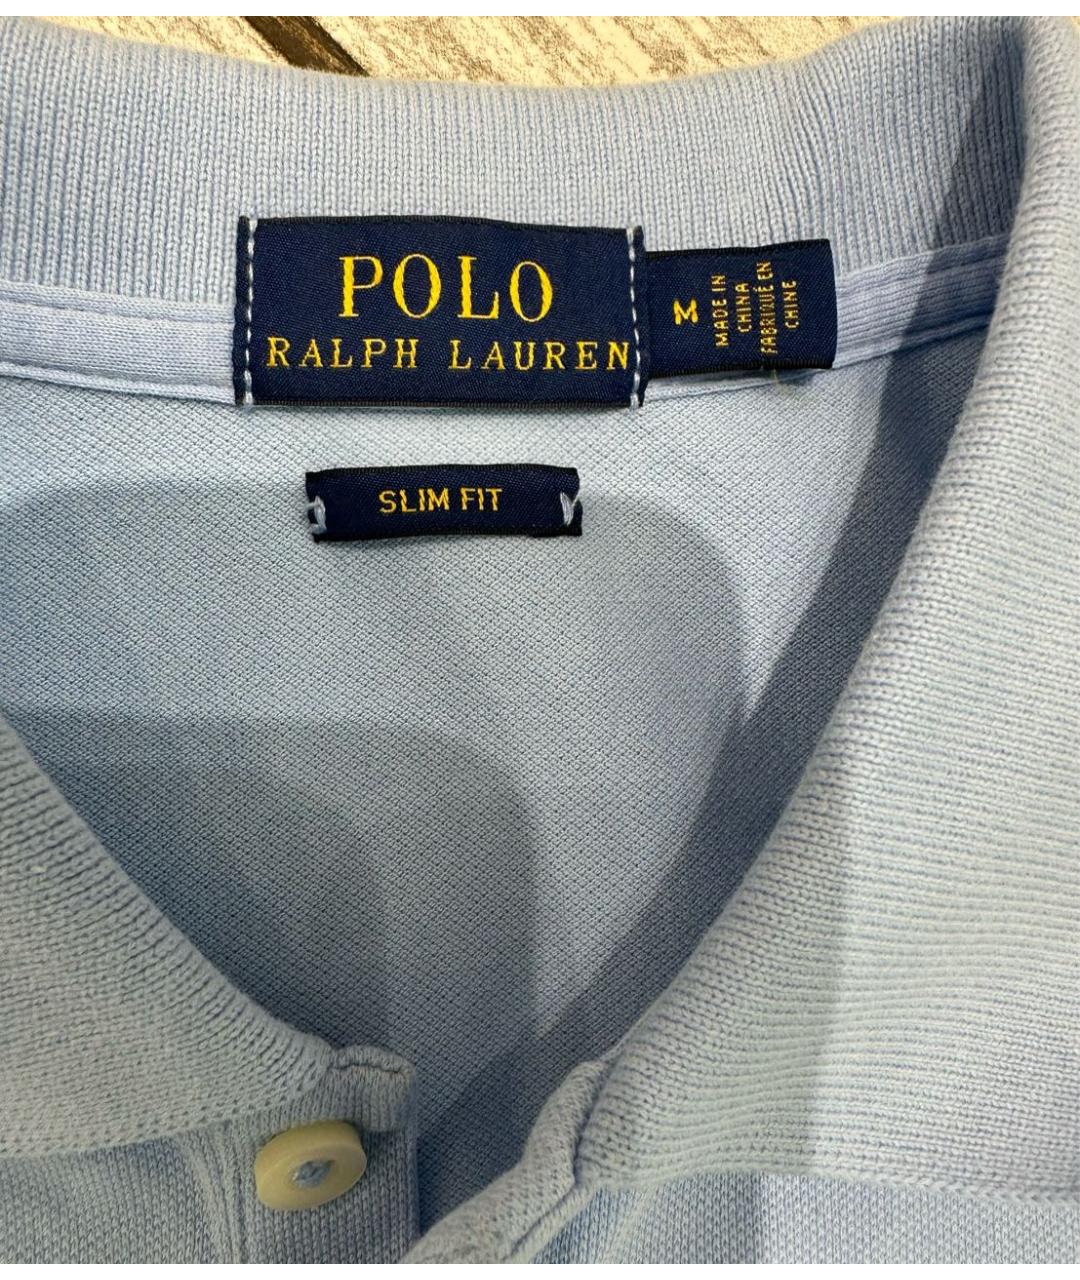 POLO
RALPH LAUREN
M
MADE IN
CHINA
FABRIQUÉ EN
CHINE
SLIM FIT